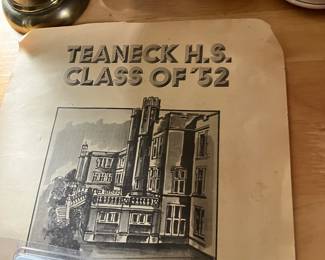 TEANECK H.S.
CLASS OF '52